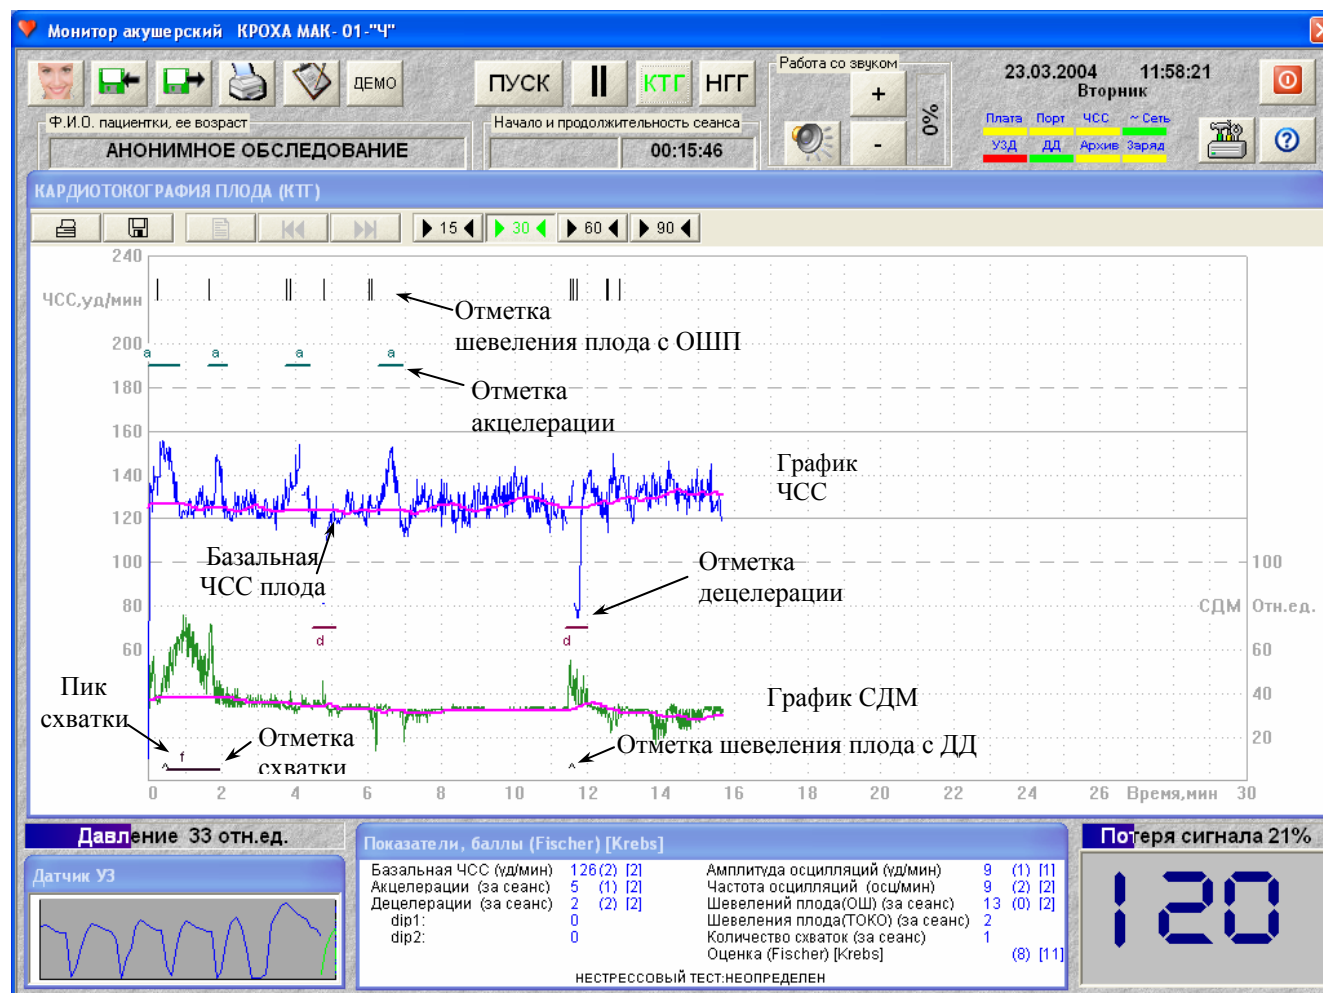 Монитор акушерский КРОХА МАК- 01-"Ч"
ДЕМО
ПУСК
КТГ
НГГ
Работа со звуком
+
-
0%
23.03.2004 11:58:21
Вторник
Плата Порт ЧСС ~ Сеть
УЗД ДД Архив Заряд
Ф.И.О. пациентки, ее возраст
АНОНИМНОЕ ОБСЛЕДОВАНИЕ
Начало и продолжительность сеанса
00:15:46
КАРДИОТОКОГРАФИЯ ПЛОДА (КТГ)
15 30 60 90
240
ЧСС,уд/мин
Отметка
шевеления плода с ОШП
200
a a a a
180
Отметка
акцелерации
160
График
ЧСС
140
120
Базальная
ЧСС плода
100
100
Отметка
децелерации
80
СДМ Отн.ед.
d d
60
60
Пик
схватки
График СДМ
40
20
Отметка
схватки
f
^ ^
Отметка шевеления плода с ДД
0 2 4 6 8 10 12 14 16 18 20 22 24 26 Время,мин 30
Давление 33 отн.ед.
Датчик УЗ
Показатели, баллы (Fischer) [Krebs]
Базальная ЧСС (уд/мин) 126(2) [2]
Акцелерации (за сеанс) 5 (1) [2]
Децелерации (за сеанс) 2 (2) [2]
dip1: 0
dip2: 0
Амплитуда осцилляций (уд/мин) 9 (1) [1]
Частота осцилляций (осц/мин) 9 (2) [2]
Шевелений плода(ОШ) (за сеанс) 13 (0) [2]
Шевеления плода(ТОКО) (за сеанс) 2
Количество схваток (за сеанс) 1
Оценка (Fischer) [Krebs] (8) [11]
НЕСТРЕССОВЫЙ ТЕСТ:НЕОПРЕДЕЛЕН
Потеря сигнала 21%
120